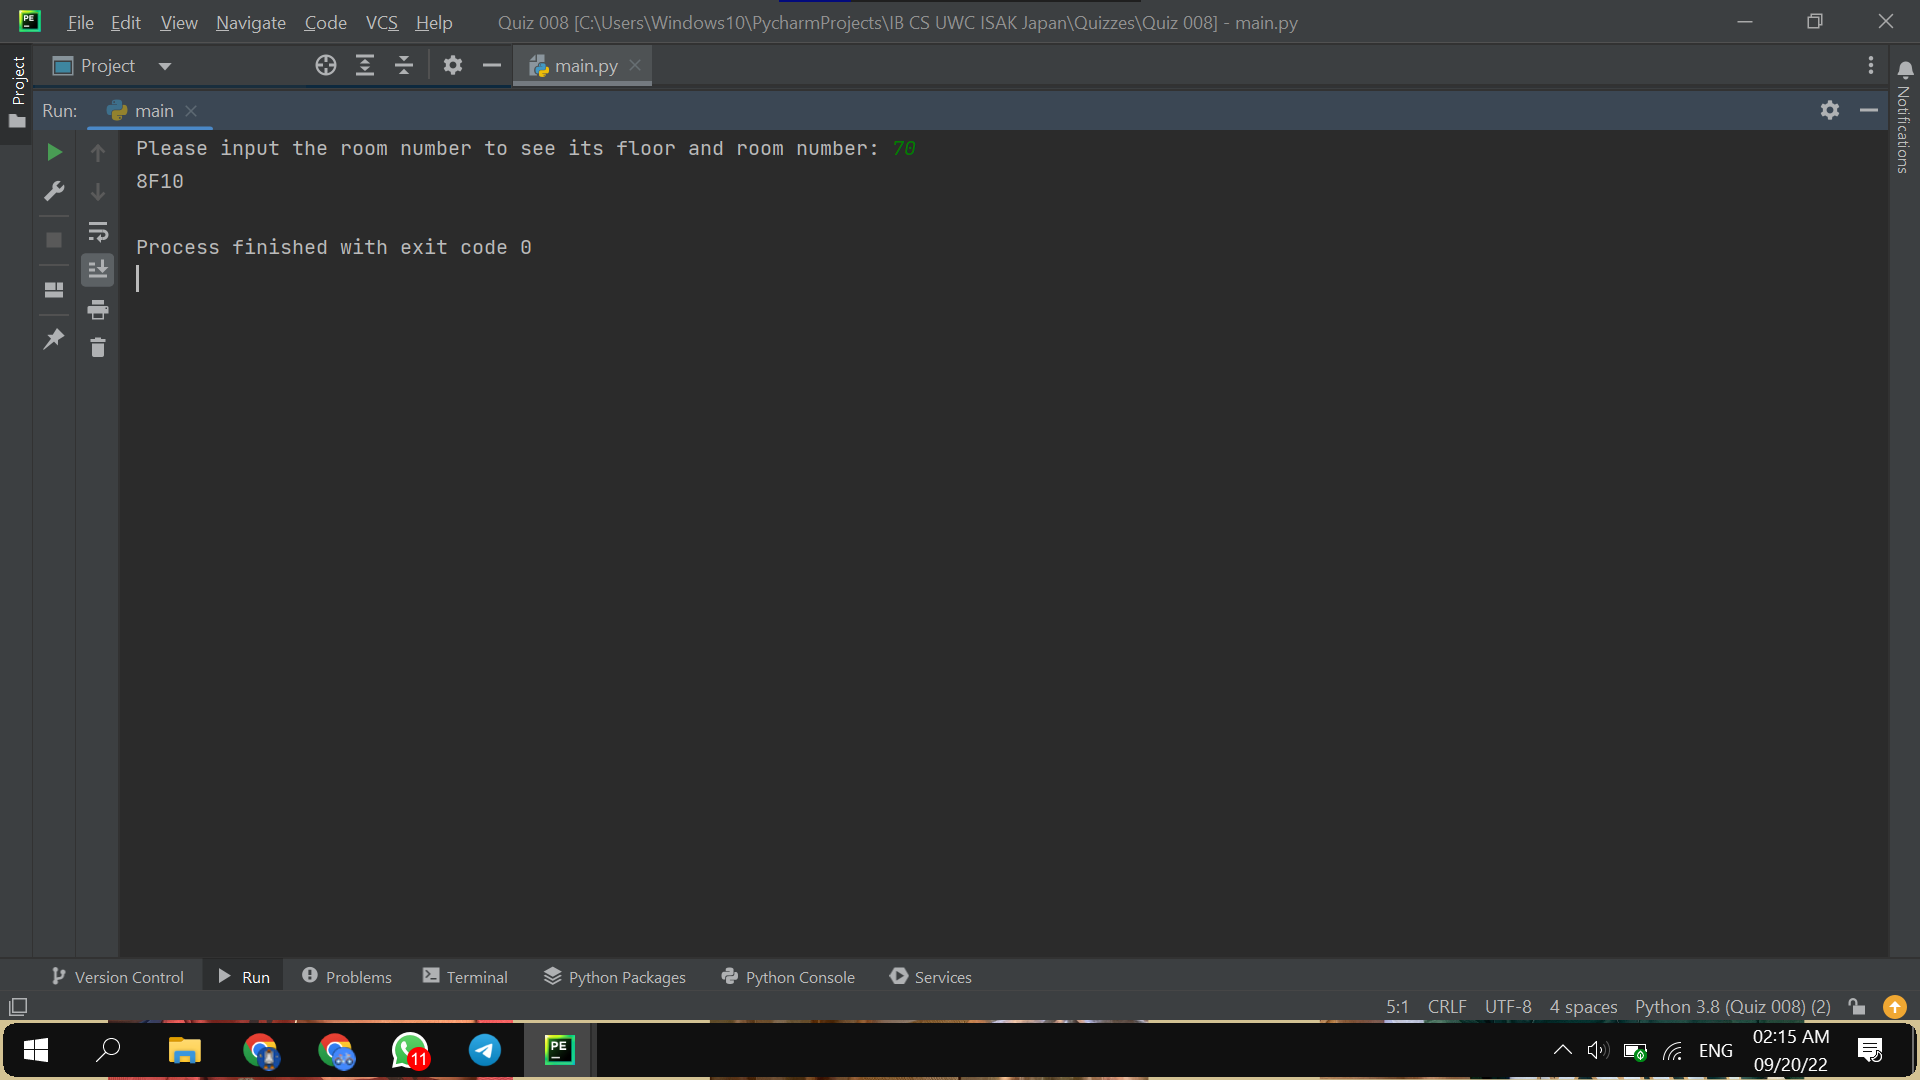 File Edit View Navigate Code VCS Help Quiz 008 [C:\Users\Windows10\PycharmProjects\IB CS UWC ISAK Japan\Quizzes\Quiz 008] - main.py
Project main.py
Project
Notifications
Run: main
Please input the room number to see its floor and room number: 70
8F10
Process finished with exit code 0
Version Control Run Problems Terminal Python Packages Python Console Services
5:1 CRLF UTF-8 4 spaces Python 3.8 (Quiz 008) (2)
11 PE ENG 02:15 AM
09/20/22